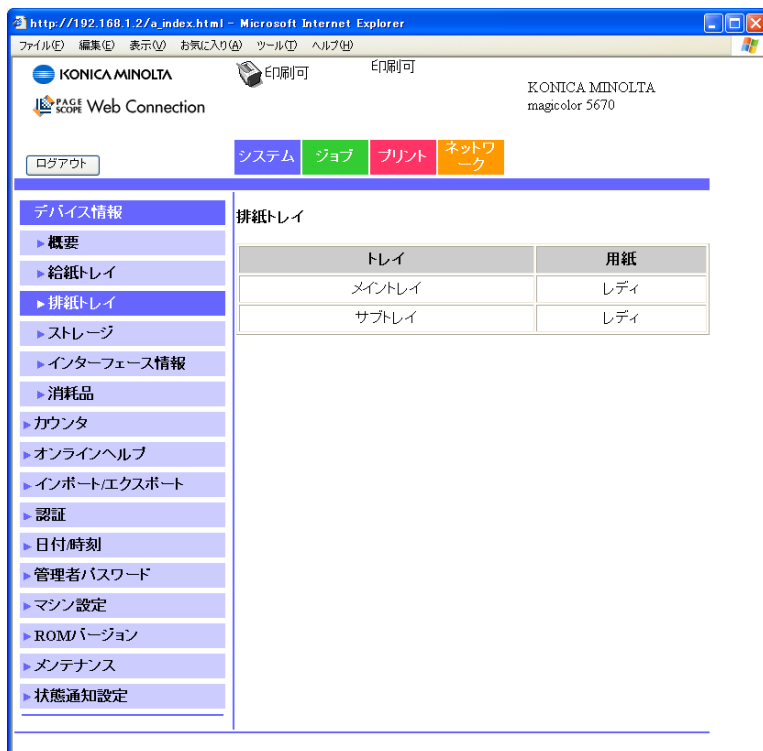 http://192.168.1.2/a_index.html - Microsoft Internet Explorer
ファイル(F) 編集(E) 表示(V) お気に入り(A) ツール(T) ヘルプ(H)
KONICA MINOLTA
印刷可
印刷可
PAGE SCOPE Web Connection
KONICA MINOLTA
magicolor 5670
ログアウト
システム
ジョブ
プリント
ネットワ
ーク
デバイス情報
概要
給紙トレイ
排紙トレイ
ストレージ
インターフェース情報
消耗品
カウンタ
オンラインヘルプ
インポート/エクスポート
認証
日付/時刻
管理者パスワード
マシン設定
ROMバージョン
メンテナンス
状態通知設定
排紙トレイ
トレイ 用紙
メイントレイ レディ
サブトレイ レディ